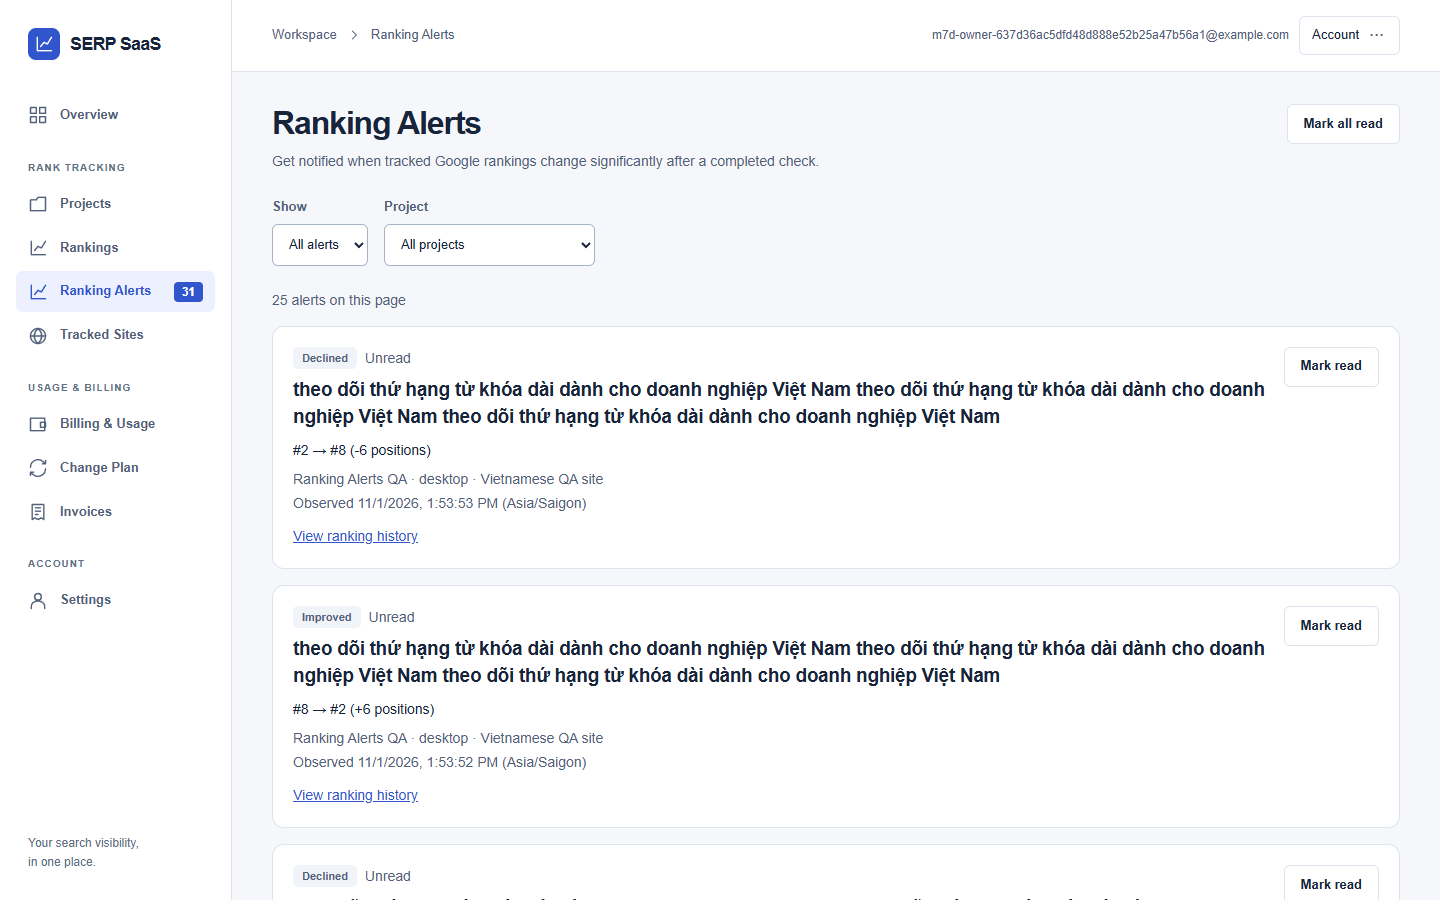 SERP SaaS
Overview
RANK TRACKING
Projects
Rankings
Ranking Alerts 31
Tracked Sites
USAGE & BILLING
Billing & Usage
Change Plan
Invoices
ACCOUNT
Settings
Your search visibility,
in one place.
Workspace > Ranking Alerts
m7d-owner-637d36ac5dfd48d888e52b25a47b56a1@example.com
Account ···
Ranking Alerts
Mark all read
Get notified when tracked Google rankings change significantly after a completed check.
Show Project
All alerts All projects
25 alerts on this page
Declined Unread
Mark read
theo dõi thứ hạng từ khóa dài dành cho doanh nghiệp Việt Nam theo dõi thứ hạng từ khóa dài dành cho doanh
nghiệp Việt Nam theo dõi thứ hạng từ khóa dài dành cho doanh nghiệp Việt Nam
#2 → #8 (-6 positions)
Ranking Alerts QA · desktop · Vietnamese QA site
Observed 11/1/2026, 1:53:53 PM (Asia/Saigon)
View ranking history
Improved Unread
Mark read
theo dõi thứ hạng từ khóa dài dành cho doanh nghiệp Việt Nam theo dõi thứ hạng từ khóa dài dành cho doanh
nghiệp Việt Nam theo dõi thứ hạng từ khóa dài dành cho doanh nghiệp Việt Nam
#8 → #2 (+6 positions)
Ranking Alerts QA · desktop · Vietnamese QA site
Observed 11/1/2026, 1:53:52 PM (Asia/Saigon)
View ranking history
Declined Unread
Mark read